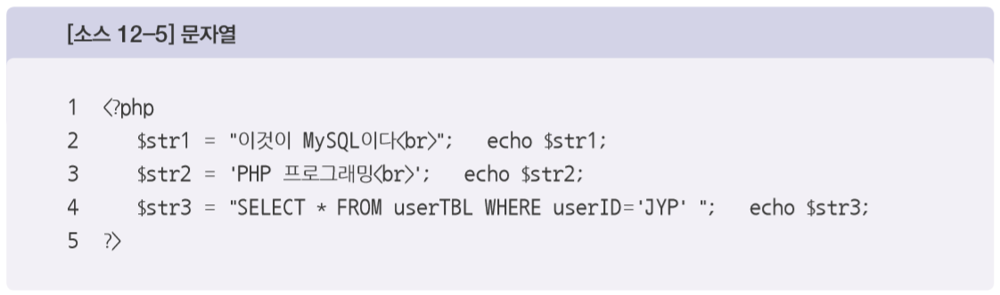 [소스 12-5] 문자열
1 <?php
2 $str1 = "이것이 MySQL이다<br>"; echo $str1;
3 $str2 = 'PHP 프로그래밍<br>'; echo $str2;
4 $str3 = "SELECT * FROM userTBL WHERE userID='JYP' "; echo $str3;
5 ?>